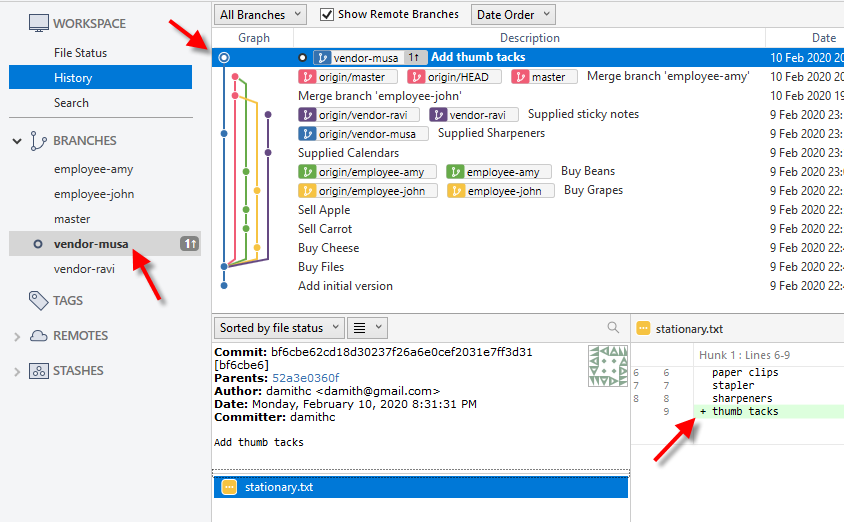 WORKSPACE
File Status
History
Search
BRANCHES
employee-amy
employee-john
master
vendor-musa 1↑
vendor-ravi
TAGS
REMOTES
STASHES
All Branches Show Remote Branches Date Order
Graph Description Date
vendor-musa 1↑ Add thumb tacks 10 Feb 2020 20
origin/master origin/HEAD master Merge branch 'employee-amy' 10 Feb 2020 20
Merge branch 'employee-john' 10 Feb 2020 19
origin/vendor-ravi vendor-ravi Supplied sticky notes 9 Feb 2020 23:
origin/vendor-musa Supplied Sharpeners 9 Feb 2020 23:
Supplied Calendars 9 Feb 2020 23:
origin/employee-amy employee-amy Buy Beans 9 Feb 2020 23:
origin/employee-john employee-john Buy Grapes 9 Feb 2020 22:
Sell Apple 9 Feb 2020 22:
Sell Carrot 9 Feb 2020 22:
Buy Cheese 9 Feb 2020 22:
Buy Files 9 Feb 2020 22:
Add initial version 9 Feb 2020 22:
Sorted by file status
Commit: bf6cbe62cd18d30237f26a6e0cef2031e7ff3d31
[bf6cbe6]
Parents: 52a3e0360f
Author: damithc <damith@gmail.com>
Date: Monday, February 10, 2020 8:31:31 PM
Committer: damithc
Add thumb tacks
stationary.txt
stationary.txt
Hunk 1 : Lines 6-9
6 6 paper clips
7 7 stapler
8 8 sharpeners
9 + thumb tacks